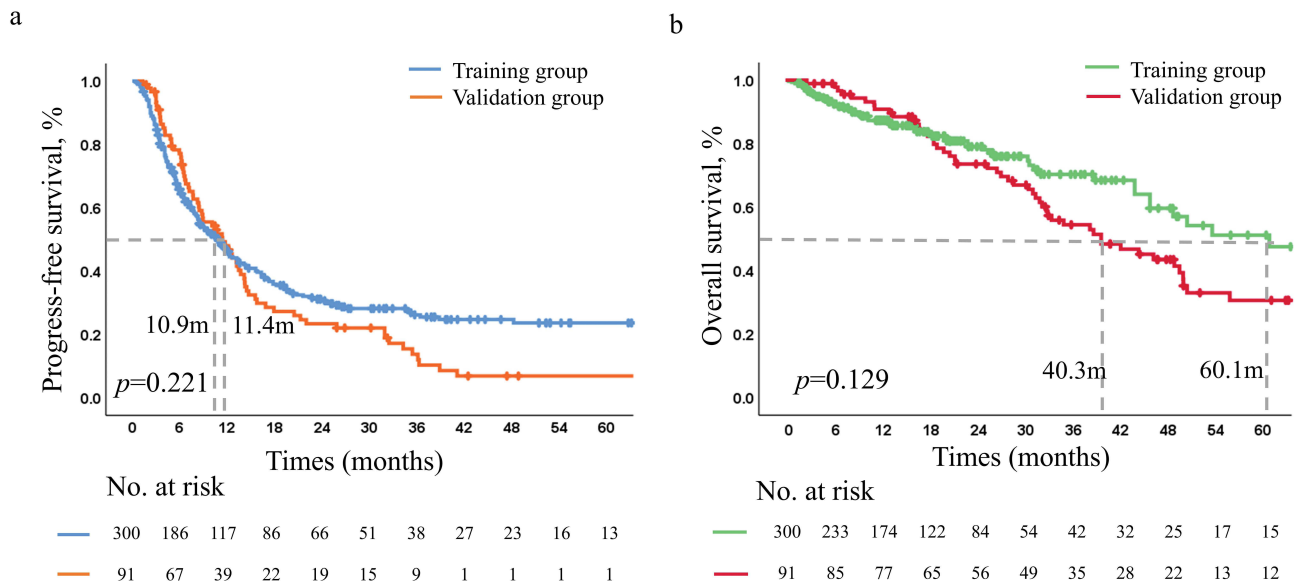 a
Progress-free survival, %
1.0
0.8
0.6
0.4
0.2
0.0
Training group
Validation group
10.9m
11.4m
p=0.221
0 6 12 18 24 30 36 42 48 54 60
Times (months)
No. at risk
300 186 117 86 66 51 38 27 23 16 13
91 67 39 22 19 15 9 1 1 1 1
b
Overall survival, %
1.0
0.8
0.6
0.4
0.2
0.0
Training group
Validation group
40.3m
60.1m
p=0.129
0 6 12 18 24 30 36 42 48 54 60
Times (months)
No. at risk
300 233 174 122 84 54 42 32 25 17 15
91 85 77 65 56 49 35 28 22 13 12